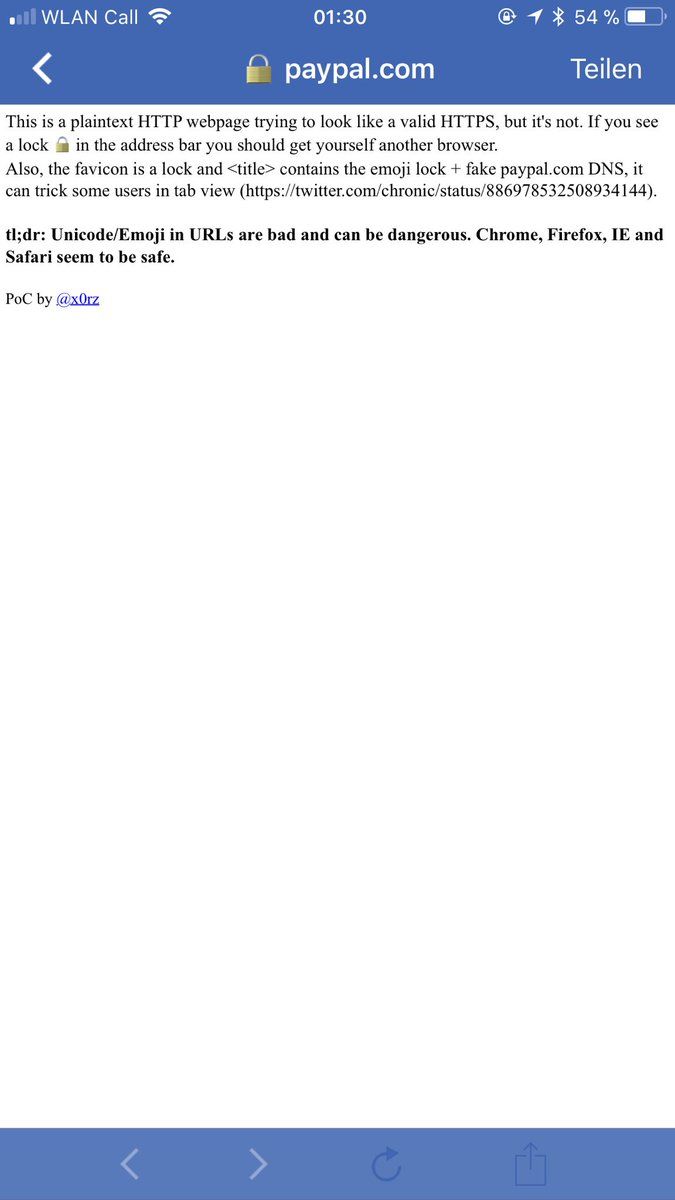 WLAN Call 01:30 54 %
🔒 paypal.com Teilen
This is a plaintext HTTP webpage trying to look like a valid HTTPS, but it's not. If you see
a lock 🔒 in the address bar you should get yourself another browser.
Also, the favicon is a lock and <title> contains the emoji lock + fake paypal.com DNS, it
can trick some users in tab view (https://twitter.com/chronic/status/886978532508934144).
tl;dr: Unicode/Emoji in URLs are bad and can be dangerous. Chrome, Firefox, IE and
Safari seem to be safe.
PoC by @x0rz